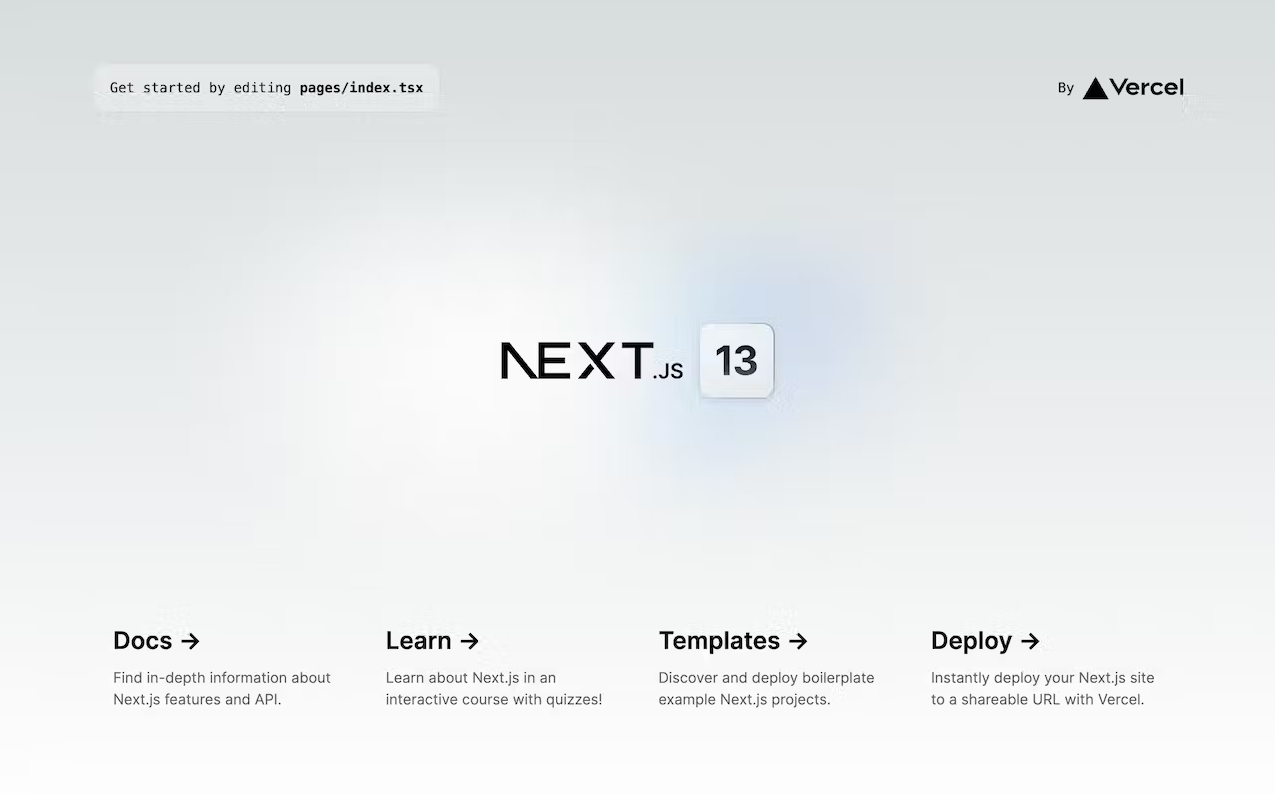 Get started by editing pages/index.tsx
By Vercel
NEXT.JS 13
Docs →
Find in-depth information about
Next.js features and API.
Learn →
Learn about Next.js in an
interactive course with quizzes!
Templates →
Discover and deploy boilerplate
example Next.js projects.
Deploy →
Instantly deploy your Next.js site
to a shareable URL with Vercel.